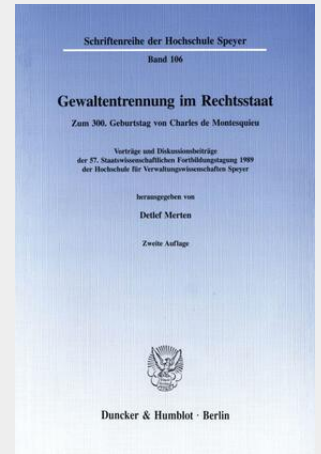 Schriftenreihe der Hochschule Speyer
Band 106
Gewaltentrennung im Rechtsstaat
Zum 300. Geburtstag von Charles de Montesquieu
Vorträge und Diskussionsbeiträge
der 57. Staatswissenschaftlichen Fortbildungstagung 1989
der Hochschule für Verwaltungswissenschaften Speyer
herausgegeben von
Detlef Merten
Zweite Auflage
Duncker & Humblot · Berlin